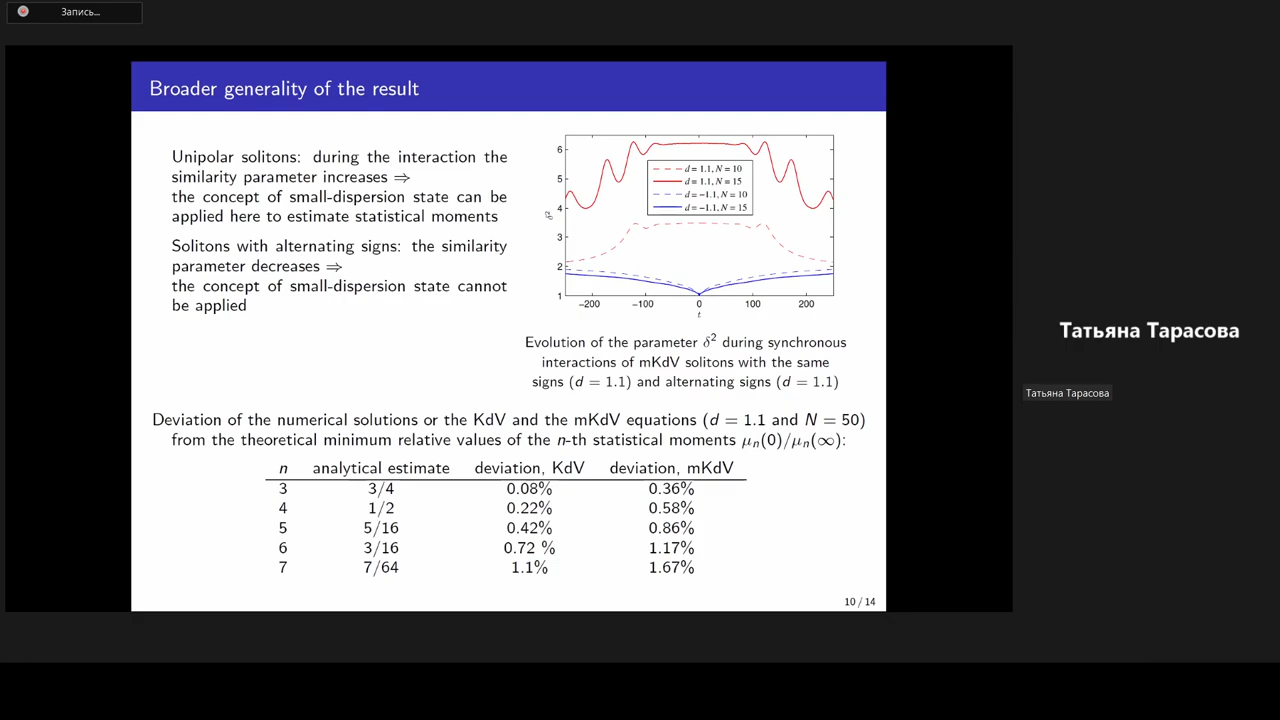 Запись...
Broader generality of the result
Unipolar solitons: during the interaction the
similarity parameter increases ⇒
the concept of small-dispersion state can be
applied here to estimate statistical moments
Solitons with alternating signs: the similarity
parameter decreases ⇒
the concept of small-dispersion state cannot
be applied
6
5
4
3
2
1
δ²
d = 1.1, N = 10
d = 1.1, N = 15
d = −1.1, N = 10
d = −1.1, N = 15
−200 −100 0 100 200
t
Evolution of the parameter δ² during synchronous
interactions of mKdV solitons with the same
signs (d = 1.1) and alternating signs (d = 1.1)
Deviation of the numerical solutions or the KdV and the mKdV equations (d = 1.1 and N = 50)
from the theoretical minimum relative values of the n-th statistical moments μₙ(0)/μₙ(∞):
n analytical estimate deviation, KdV deviation, mKdV
3 3/4 0.08% 0.36%
4 1/2 0.22% 0.58%
5 5/16 0.42% 0.86%
6 3/16 0.72 % 1.17%
7 7/64 1.1% 1.67%
10 / 14
Татьяна Тарасова
Татьяна Тарасова